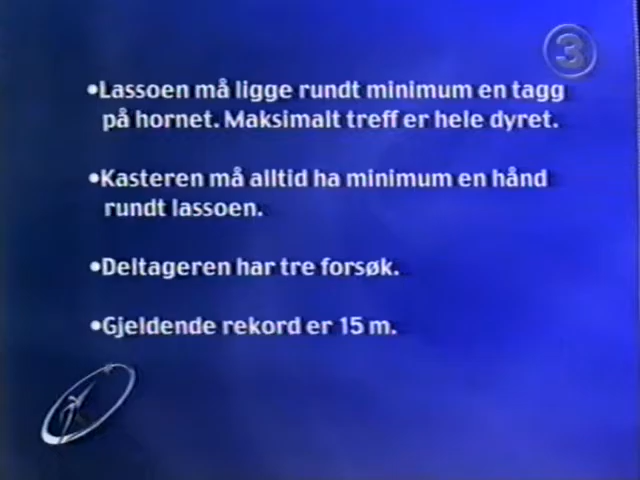 3
•Lassoen må ligge rundt minimum en tagg
på hornet. Maksimalt treff er hele dyret.
•Kasteren må alltid ha minimum en hånd
rundt lassoen.
•Deltageren har tre forsøk.
•Gjeldende rekord er 15 m.